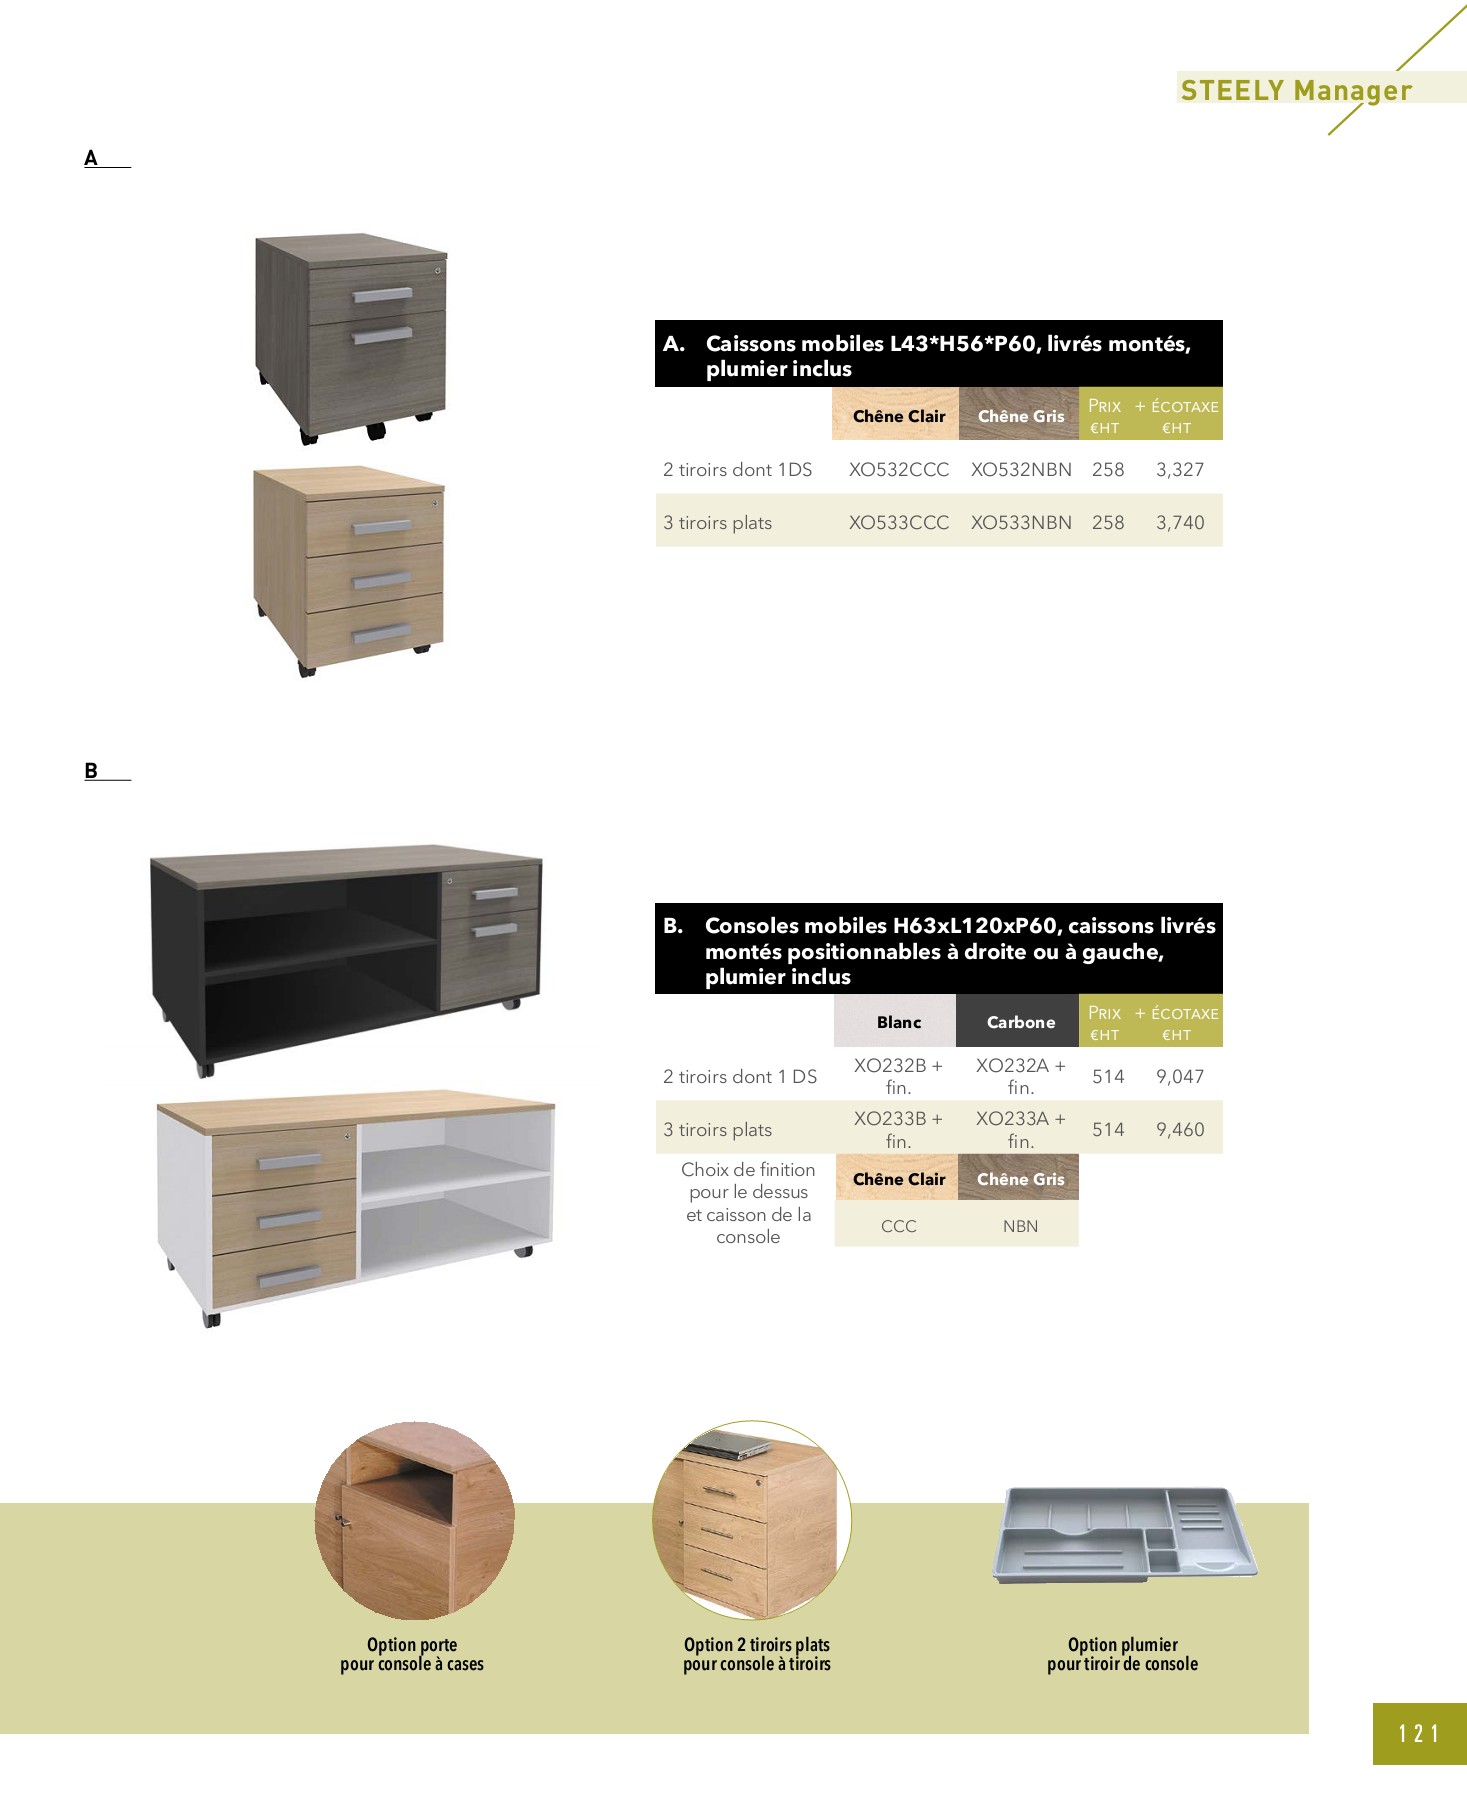 STEELY Manager
A
A. Caissons mobiles L43*H56*P60, livrés montés,
plumier inclus
Chêne Clair Chêne Gris Prix €HT + écotaxe €HT
2 tiroirs dont 1DS XO532CCC XO532NBN 258 3,327
3 tiroirs plats XO533CCC XO533NBN 258 3,740
B
B. Consoles mobiles H63xL120xP60, caissons livrés
montés positionnables à droite ou à gauche,
plumier inclus
Blanc Carbone Prix €HT + écotaxe €HT
2 tiroirs dont 1 DS XO232B + fin. XO232A + fin. 514 9,047
3 tiroirs plats XO233B + fin. XO233A + fin. 514 9,460
Choix de finition
pour le dessus
et caisson de la
console
Chêne Clair Chêne Gris
CCC NBN
Option porte
pour console à cases
Option 2 tiroirs plats
pour console à tiroirs
Option plumier
pour tiroir de console
121